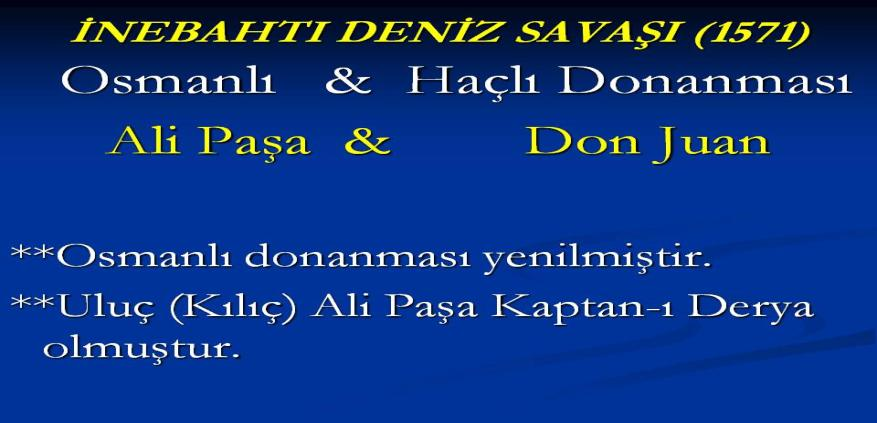 İNEBAHTI DENİZ SAVAŞI (1571)
Osmanlı & Haçlı Donanması
Ali Paşa & Don Juan
**Osmanlı donanması yenilmiştir.
**Uluç (Kılıç) Ali Paşa Kaptan-ı Derya
olmuştur.